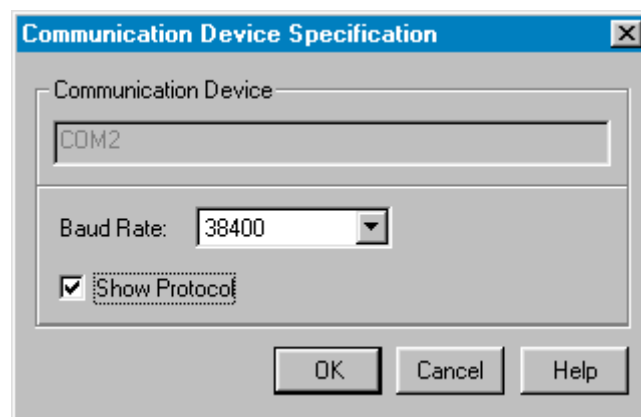 Communication Device Specification
Communication Device
COM2
Baud Rate: 38400
Show Protocol
OK Cancel Help